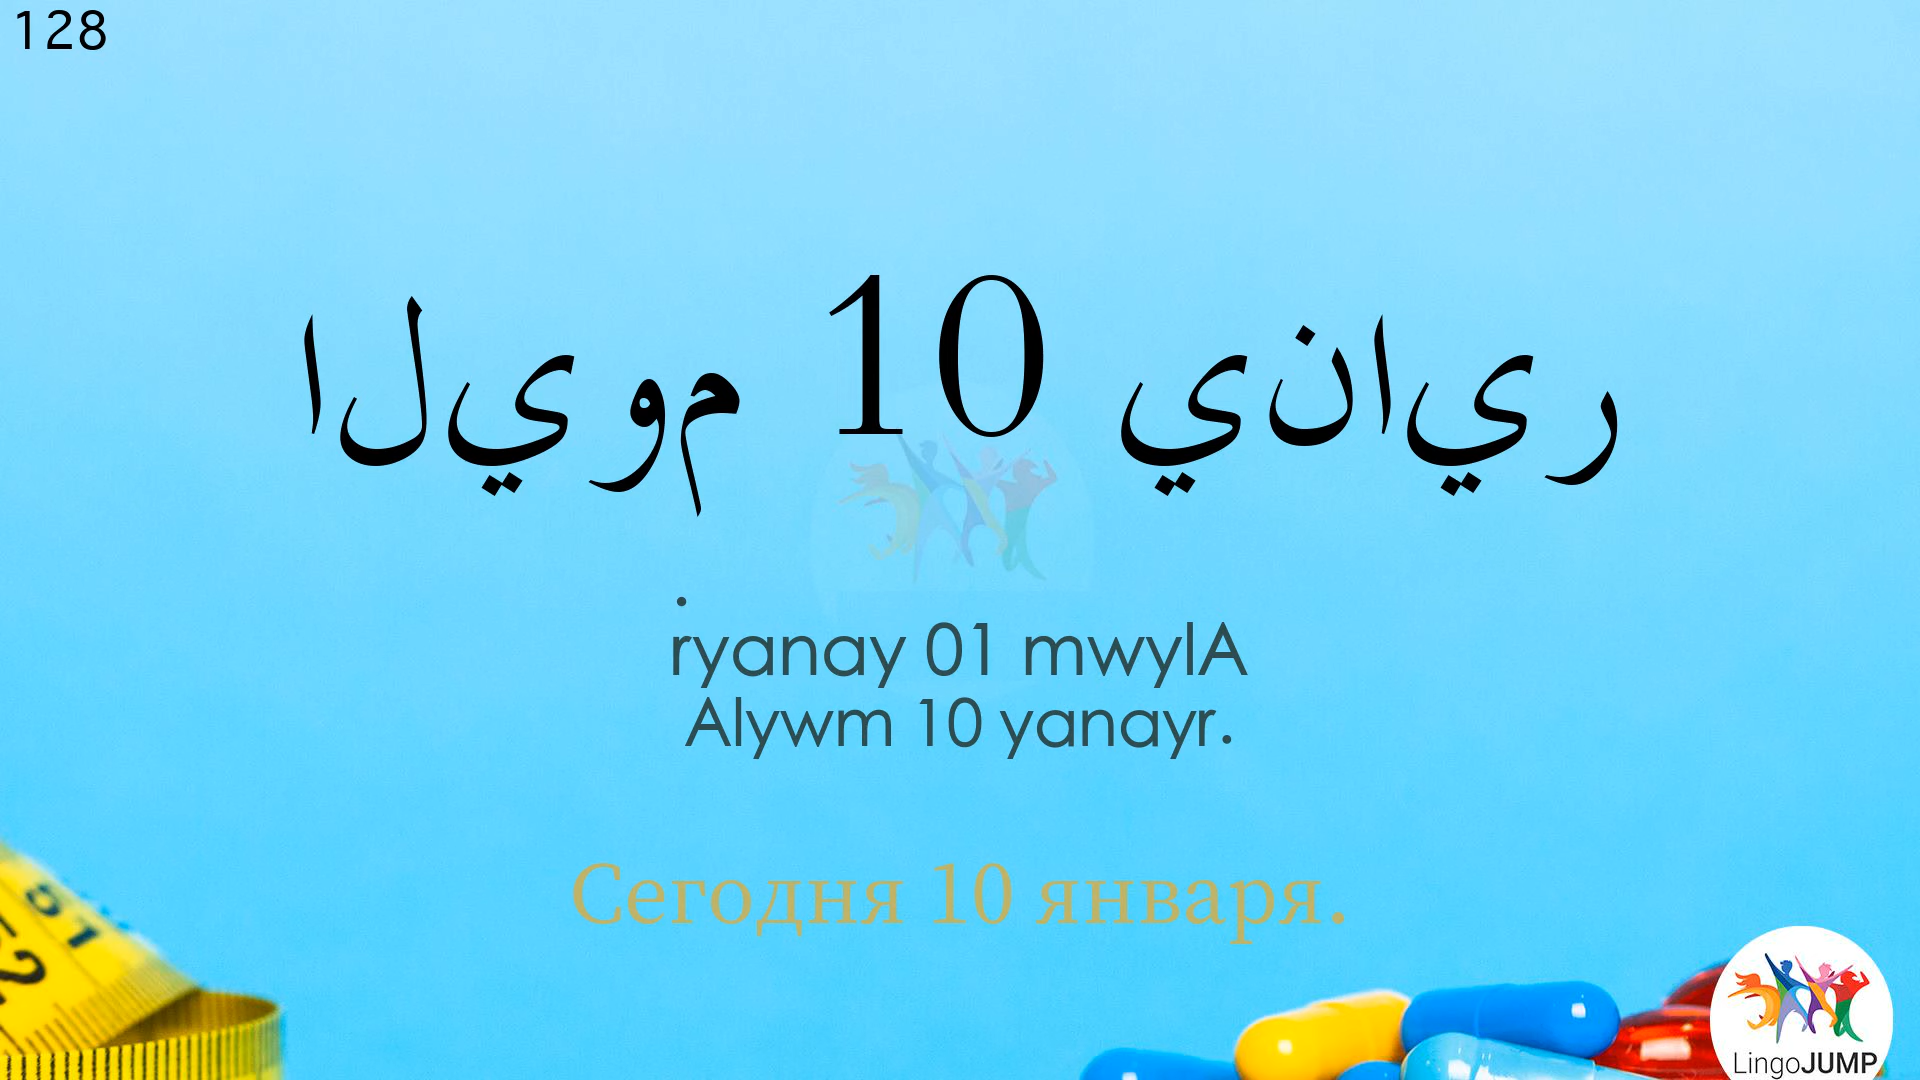 128
اليوم 10 يناير
.
ryanay 01 mwylA
Alywm 10 yanayr.
Сегодня 10 января.
LingoJUMP